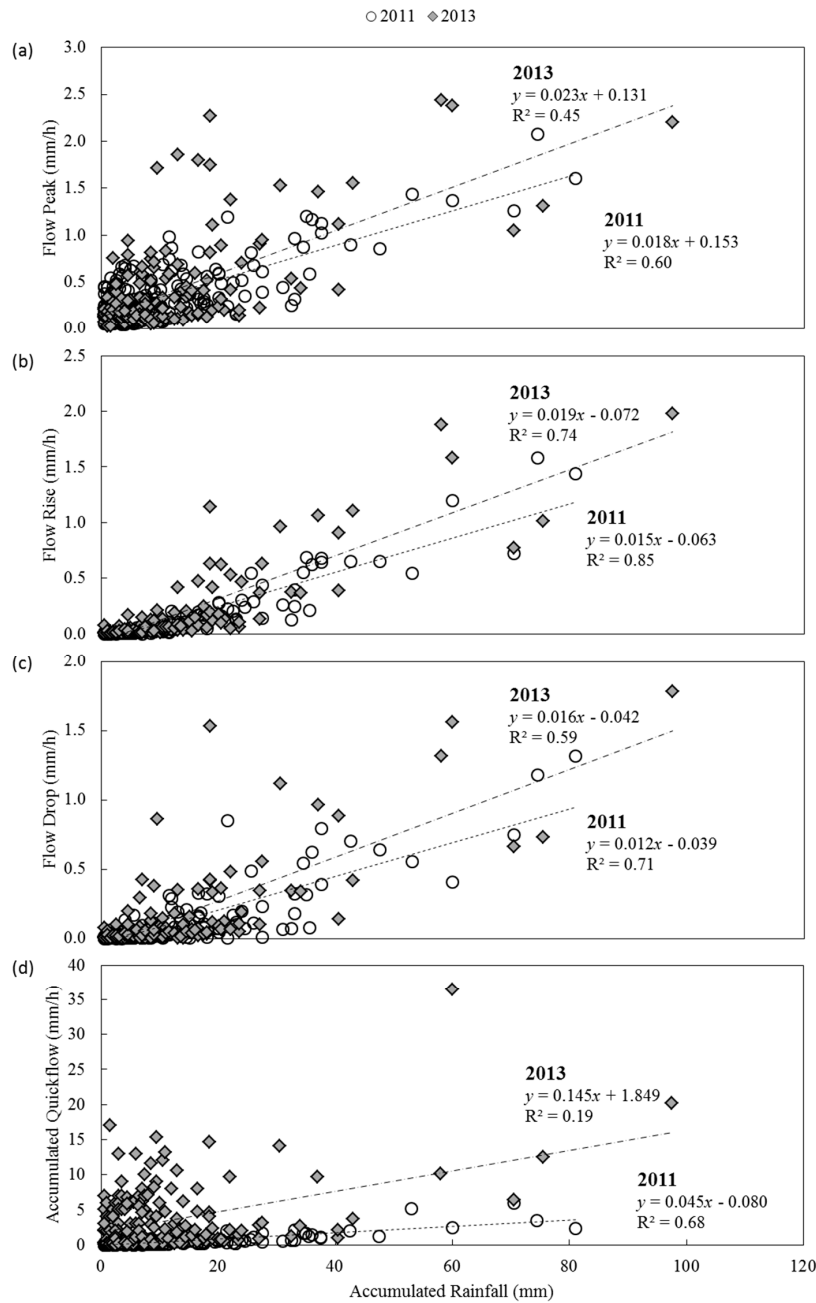 2011 2013
(a)
3.0
2.5
2.0
1.5
1.0
0.5
0.0
Flow Peak (mm/h)
2013
y = 0.023x + 0.131
R² = 0.45
2011
y = 0.018x + 0.153
R² = 0.60
(b)
2.5
2.0
1.5
1.0
0.5
0.0
Flow Rise (mm/h)
2013
y = 0.019x - 0.072
R² = 0.74
2011
y = 0.015x - 0.063
R² = 0.85
(c)
2.0
1.5
1.0
0.5
0.0
Flow Drop (mm/h)
2013
y = 0.016x - 0.042
R² = 0.59
2011
y = 0.012x - 0.039
R² = 0.71
(d)
40
35
30
25
20
15
10
5
0
Accumulated Quickflow (mm/h)
2013
y = 0.145x + 1.849
R² = 0.19
2011
y = 0.045x - 0.080
R² = 0.68
0 20 40 60 80 100 120
Accumulated Rainfall (mm)